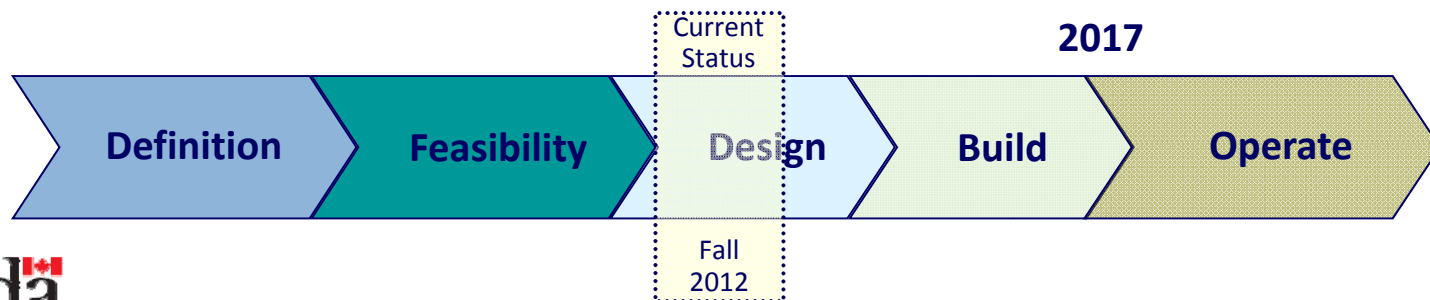 Current
Status
2017
Definition
Feasibility
Design
Build
Operate
Fall
2012